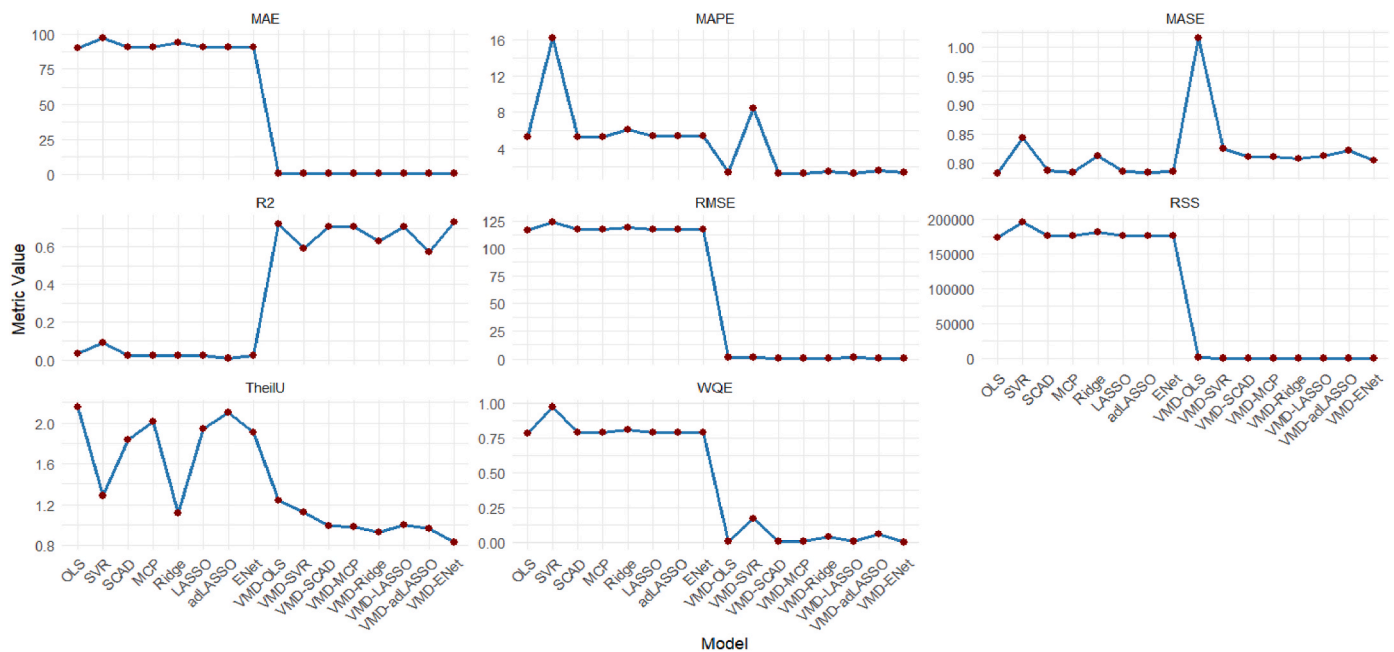 MAE
MAPE
MASE
100
75
50
25
0
16
12
8
4
1.00
0.95
0.90
0.85
0.80
R2
RMSE
RSS
0.6
0.4
0.2
0.0
125
100
75
50
25
0
200000
150000
100000
50000
0
Metric Value
TheilU
WQE
OLS
SVR
SCAD
MCP
Ridge
LASSO
adLASSO
ENet
VMD-OLS
VMD-SVR
VMD-SCAD
VMD-MCP
VMD-Ridge
VMD-LASSO
VMD-adLASSO
VMD-ENet
2.0
1.6
1.2
0.8
1.00
0.75
0.50
0.25
0.00
OLS
SVR
SCAD
MCP
Ridge
LASSO
adLASSO
ENet
VMD-OLS
VMD-SVR
VMD-SCAD
VMD-MCP
VMD-Ridge
VMD-LASSO
VMD-adLASSO
VMD-ENet
OLS
SVR
SCAD
MCP
Ridge
LASSO
adLASSO
ENet
VMD-OLS
VMD-SVR
VMD-SCAD
VMD-MCP
VMD-Ridge
VMD-LASSO
VMD-adLASSO
VMD-ENet
Model